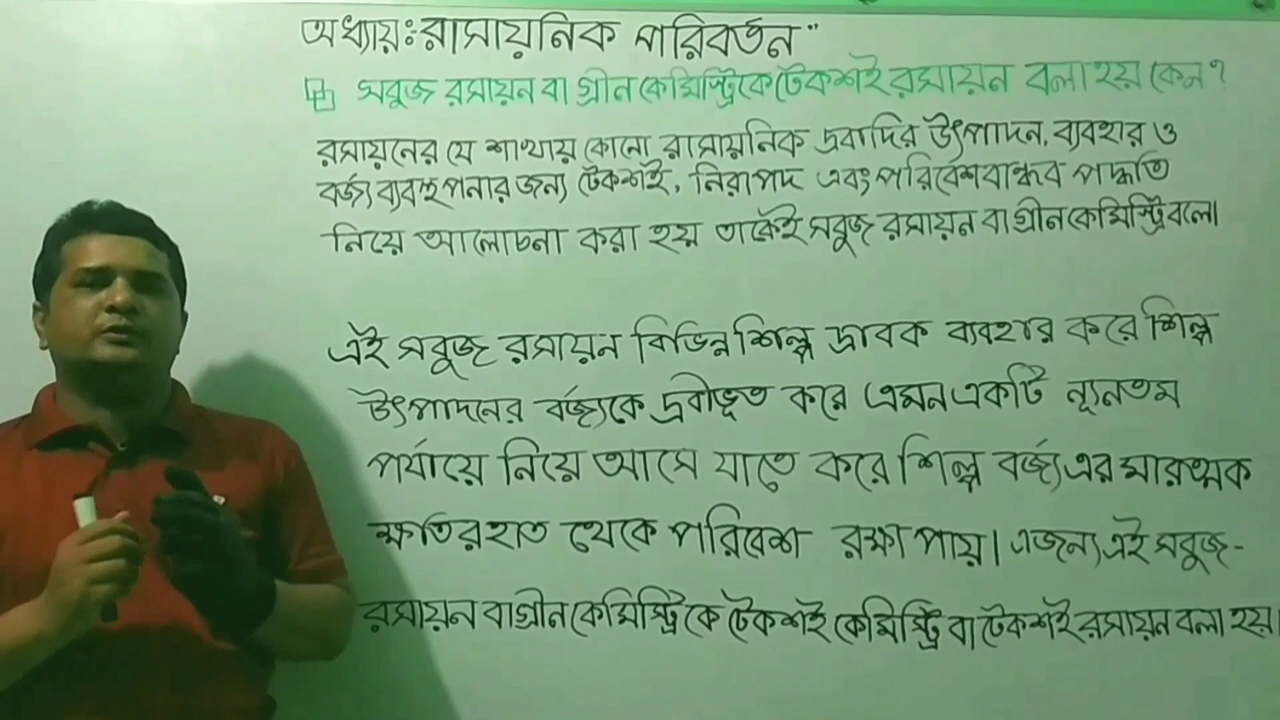 অধ্যায়ঃ রাসায়নিক পরিবর্তন"
সবুজ রসায়ন বা গ্রীন কেমিস্ট্রিকে টেকশই রসায়ন বলা হয় কেন?
রসায়নের যে শাখায় কোনো রাসায়নিক দ্রবাদির উৎপাদন, ব্যবহার ও
বর্জ্য ব্যবস্থেপনার জন্য টেকশই, নিরাপদ এবং পরিবেশবান্ধব পদ্ধতি
নিয়ে আলোচনা করা হয় তাকেই সবুজ রসায়ন বা গ্রীন কেমিস্ট্রি বলে।
এই সবুজ রসায়ন বিভিন্ন শিল্প দ্রাবক ব্যবহার করে শিল্প
উৎপাদনের বর্জ্যকে দ্রবীভূত করে এমন একটি ন্যূনতম
পর্যায়ে নিয়ে আসে যাতে করে শিল্প বর্জ্য এর মারত্মক
ক্ষতির হাত থেকে পরিবেশ রক্ষা পায়। এজন্য এই সবুজ-
রসায়ন বা গ্রীন কেমিস্ট্রিকে টেকশই কেমিস্ট্রি বা টেকশই রসায়ন বলা হয়।